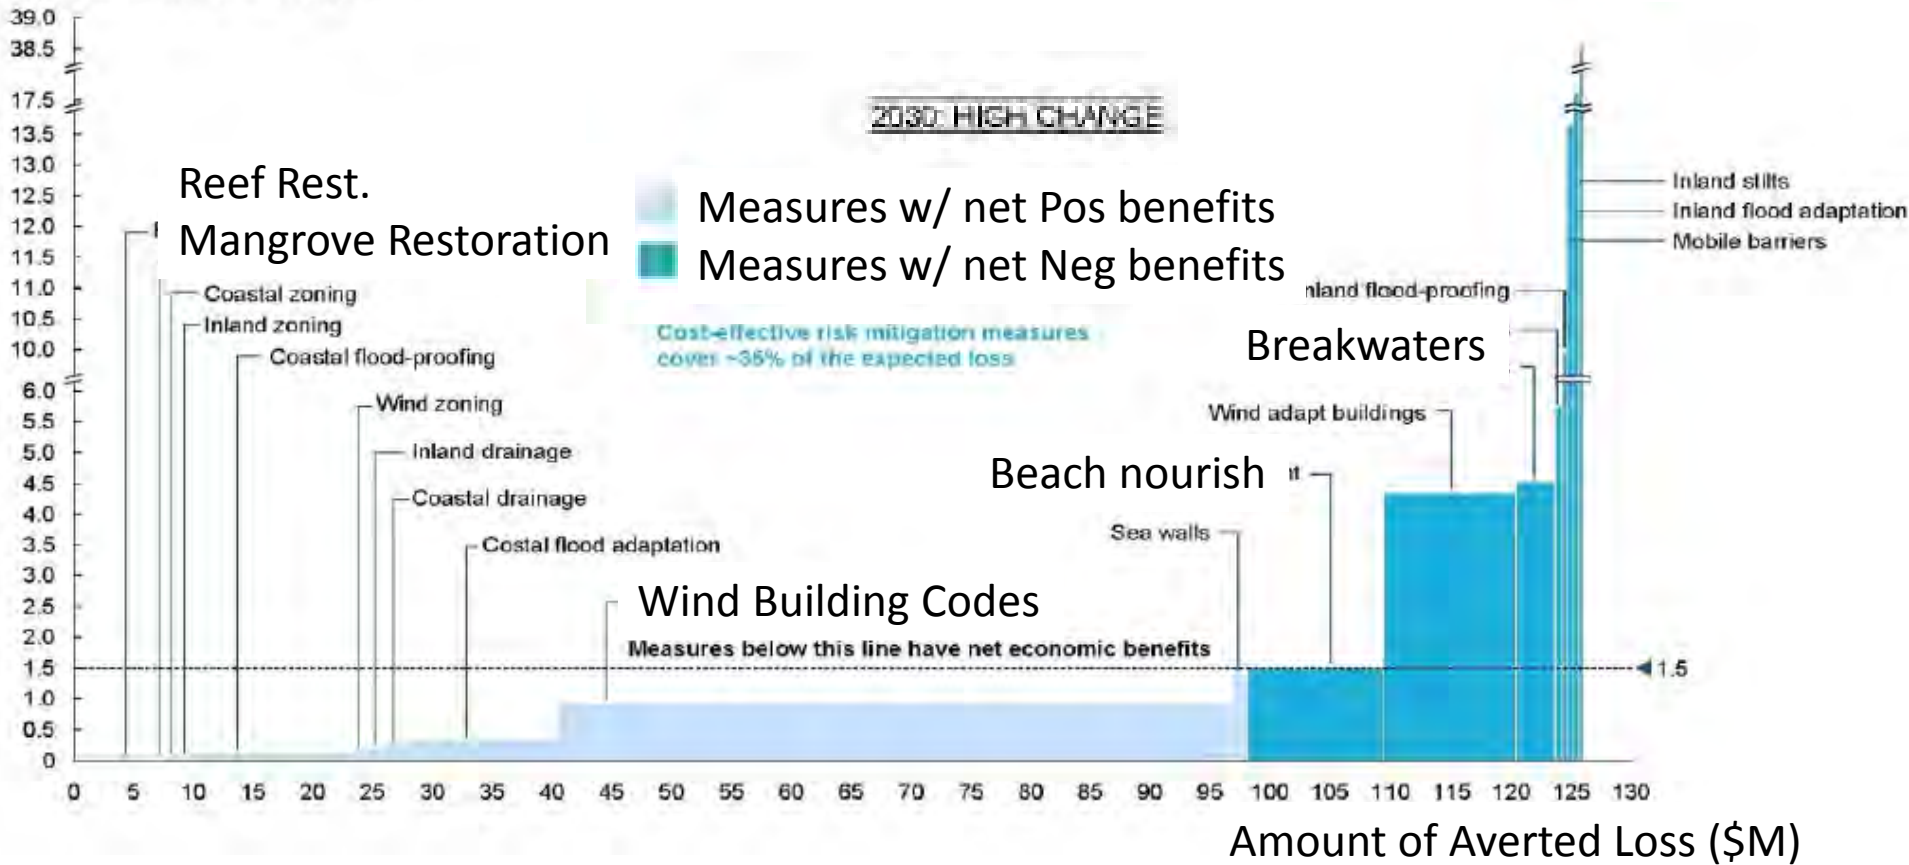 39.0
38.5
17.5
13.5
13.0
12.5
12.0
11.5
11.0
10.5
10.0
6.0
5.5
5.0
4.5
4.0
3.5
3.0
2.5
2.0
1.5
1.0
0.5
0
2030: HIGH CHANGE
Reef Rest.
Mangrove Restoration
Measures w/ net Pos benefits
Measures w/ net Neg benefits
Cost-effective risk mitigation measures
cover ~35% of the expected loss
Coastal zoning
Inland zoning
Coastal flood-proofing
Wind zoning
Inland drainage
Coastal drainage
Costal flood adaptation
Wind Building Codes
Measures below this line have net economic benefits
1.5
Sea walls
Beach nourish
Wind adapt buildings
Breakwaters
nland flood-proofing
Inland stilts
Inland flood adaptation
Mobile barriers
0 5 10 15 20 25 30 35 40 45 50 55 60 65 70 75 80 85 90 95 100 105 110 115 120 125 130
Amount of Averted Loss ($M)